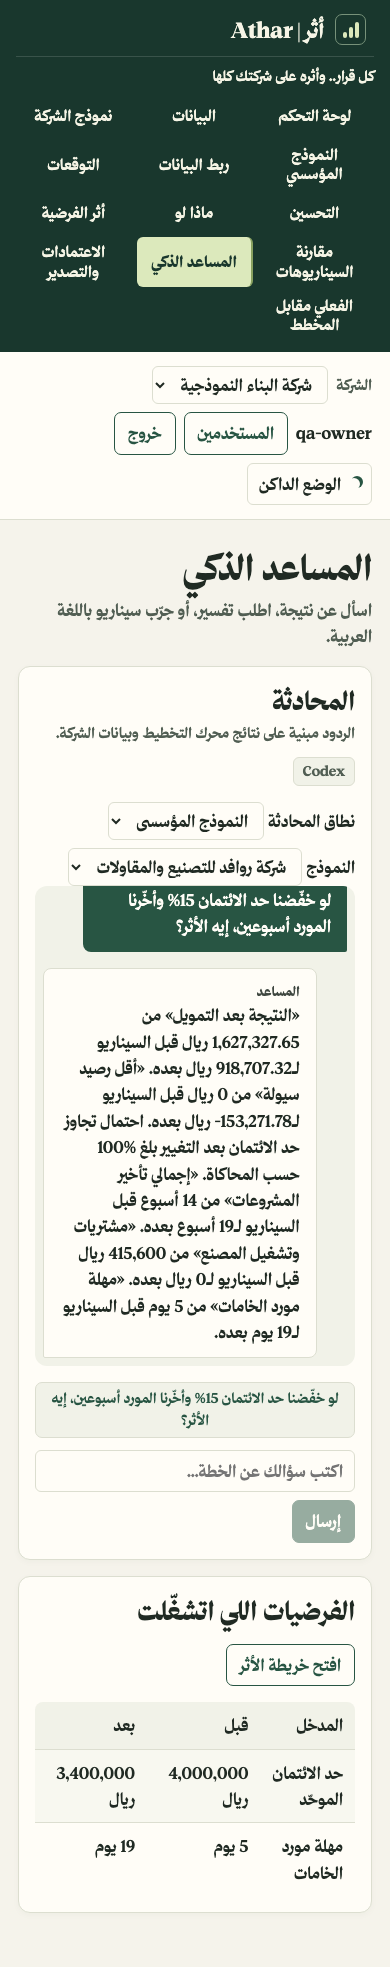 أثر | Athar
كل قرار.. وأثره على شركتك كلها
لوحة التحكم
البيانات
نموذج الشركة
النموذج
المؤسسي
ربط البيانات
التوقعات
التحسين
ماذا لو
أثر الفرضية
مقارنة
السيناريوهات
المساعد الذكي
الاعتمادات
والتصدير
الفعلي مقابل
المخطط
الشركة
شركة البناء النموذجية
qa-owner
المستخدمين
خروج
الوضع الداكن
المساعد الذكي
اسأل عن نتيجة، اطلب تفسير، أو جرّب سيناريو باللغة
العربية.
المحادثة
الردود مبنية على نتائج محرك التخطيط وبيانات الشركة.
Codex
نطاق المحادثة
النموذج المؤسسي
النموذج
شركة روافد للتصنيع والمقاولات
لو خفّضنا حد الائتمان 15% وأخّرنا
المورد أسبوعين، إيه الأثر؟
المساعد
«النتيجة بعد التمويل» من
1,627,327.65 ريال قبل السيناريو
لـ918,707.32 ريال بعده. «أقل رصيد
سيولة» من 0 ريال قبل السيناريو
لـ153,271.78- ريال بعده. احتمال تجاوز
حد الائتمان بعد التغيير بلغ 100%
حسب المحاكاة. «إجمالي تأخير
المشروعات» من 14 أسبوع قبل
السيناريو لـ19 أسبوع بعده. «مشتريات
وتشغيل المصنع» من 415,600 ريال
قبل السيناريو لـ0 ريال بعده. «مهلة
مورد الخامات» من 5 يوم قبل السيناريو
لـ19 يوم بعده.
لو خفّضنا حد الائتمان 15% وأخّرنا المورد أسبوعين، إيه
الأثر؟
اكتب سؤالك عن الخطة...
إرسال
الفرضيات اللي اتشغّلت
افتح خريطة الأثر
المدخل
قبل
بعد
حد الائتمان
الموحّد
4,000,000
ريال
3,400,000
ريال
مهلة مورد
الخامات
5 يوم
19 يوم